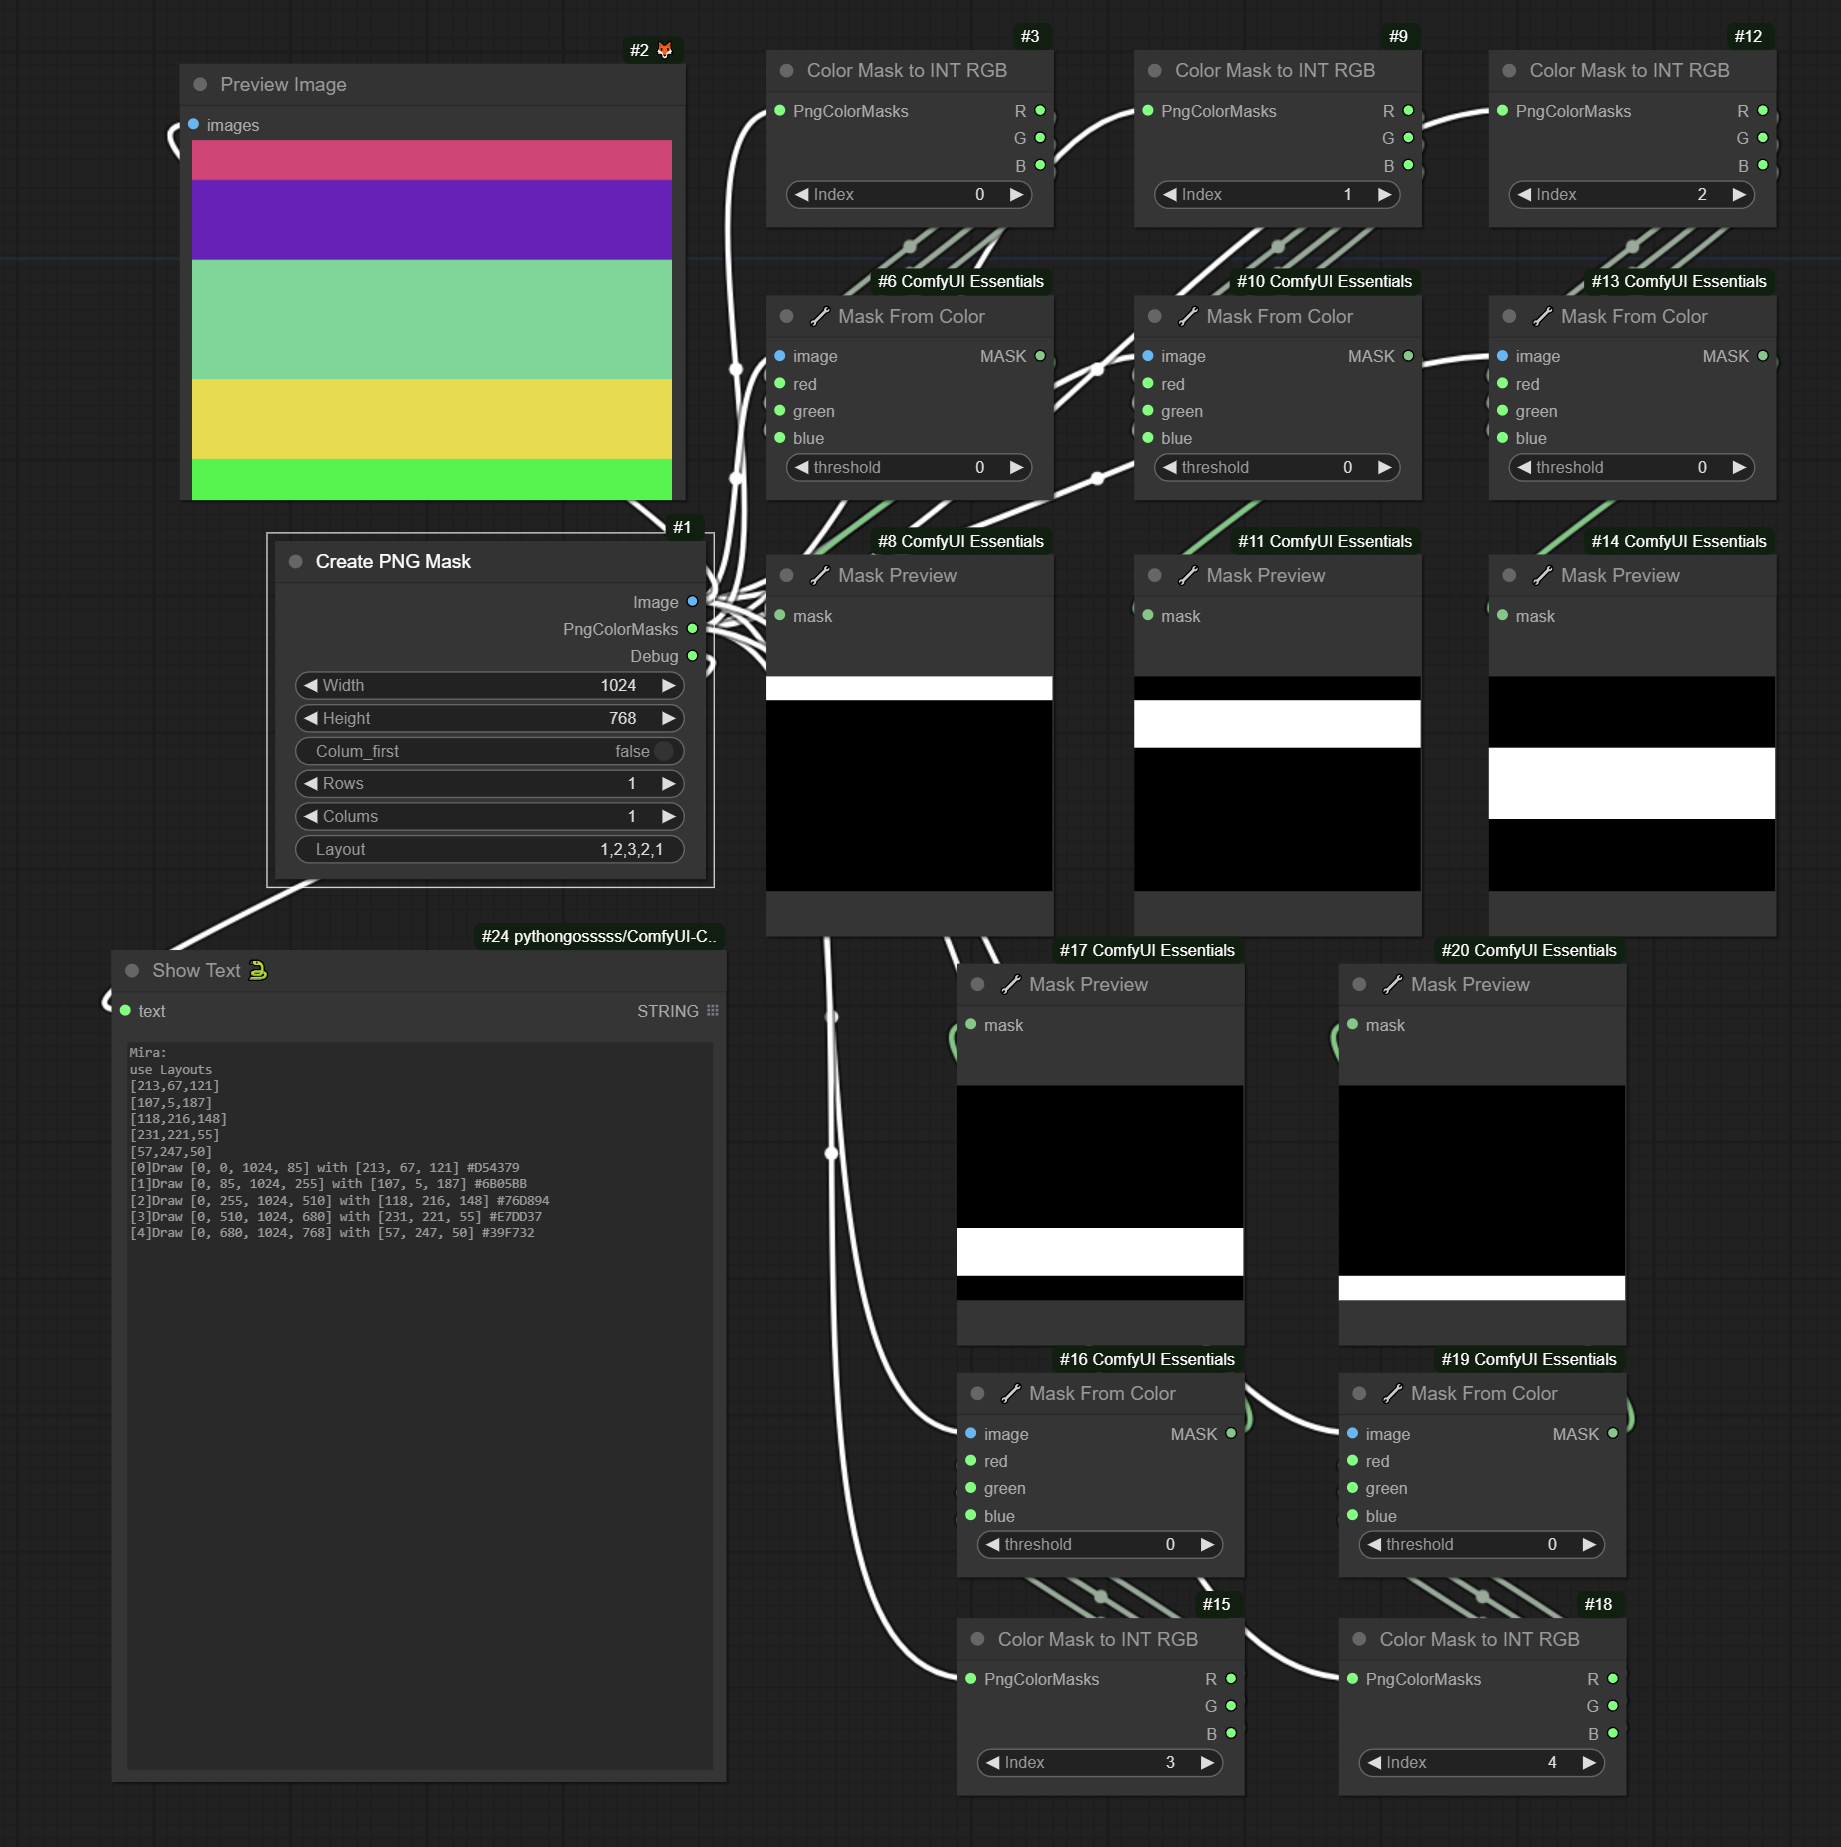 #2
Preview Image
images
#1
Create PNG Mask
Image
PngColorMasks
Debug
Width 1024
Height 768
Colum_first false
Rows 1
Colums 1
Layout 1,2,3,2,1
#24 pythongosssss/ComfyUI-C..
Show Text
text STRING
Mira:
use Layouts
[213,67,121]
[107,5,187]
[118,216,148]
[231,221,55]
[57,247,50]
[0]Draw [0, 0, 1024, 85] with [213, 67, 121] #D54379
[1]Draw [0, 85, 1024, 255] with [107, 5, 187] #6B05BB
[2]Draw [0, 255, 1024, 510] with [118, 216, 148] #76D894
[3]Draw [0, 510, 1024, 680] with [231, 221, 55] #E7DD37
[4]Draw [0, 680, 1024, 768] with [57, 247, 50] #39F732
#3
Color Mask to INT RGB
PngColorMasks R
G
B
Index 0
#6 ComfyUI Essentials
Mask From Color
image MASK
red
green
blue
threshold 0
#8 ComfyUI Essentials
Mask Preview
mask
#9
Color Mask to INT RGB
PngColorMasks R
G
B
Index 1
#10 ComfyUI Essentials
Mask From Color
image MASK
red
green
blue
threshold 0
#11 ComfyUI Essentials
Mask Preview
mask
#12
Color Mask to INT RGB
PngColorMasks R
G
B
Index 2
#13 ComfyUI Essentials
Mask From Color
image MASK
red
green
blue
threshold 0
#14 ComfyUI Essentials
Mask Preview
mask
#17 ComfyUI Essentials
Mask Preview
mask
#16 ComfyUI Essentials
Mask From Color
image MASK
red
green
blue
threshold 0
#15
Color Mask to INT RGB
PngColorMasks R
G
B
Index 3
#20 ComfyUI Essentials
Mask Preview
mask
#19 ComfyUI Essentials
Mask From Color
image MASK
red
green
blue
threshold 0
#18
Color Mask to INT RGB
PngColorMasks R
G
B
Index 4